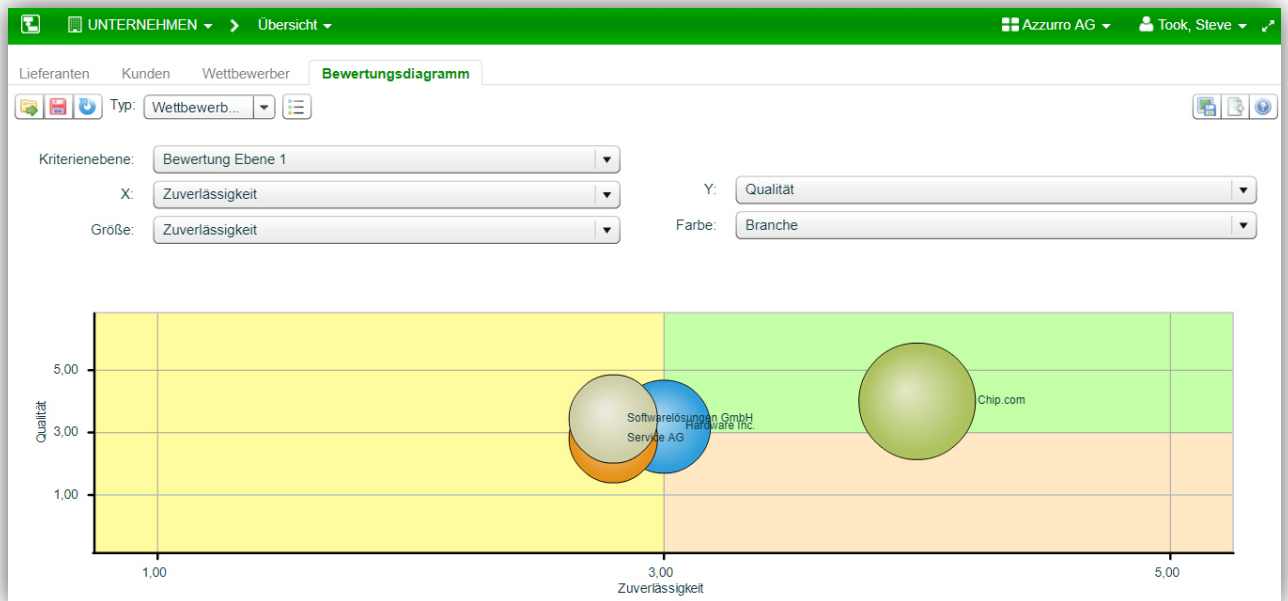 UNTERNEHMEN Übersicht Azzurro AG Took, Steve
Lieferanten Kunden Wettbewerber Bewertungsdiagramm
Typ: Wettbewerb...
Kriterienebene: Bewertung Ebene 1
X: Zuverlässigkeit Y: Qualität
Größe: Zuverlässigkeit Farbe: Branche
5,00
Chip.com
Softwarelösungen GmbH
Hardware Inc.
3,00
Service AG
Qualität
1,00
1,00 3,00 5,00
Zuverlässigkeit